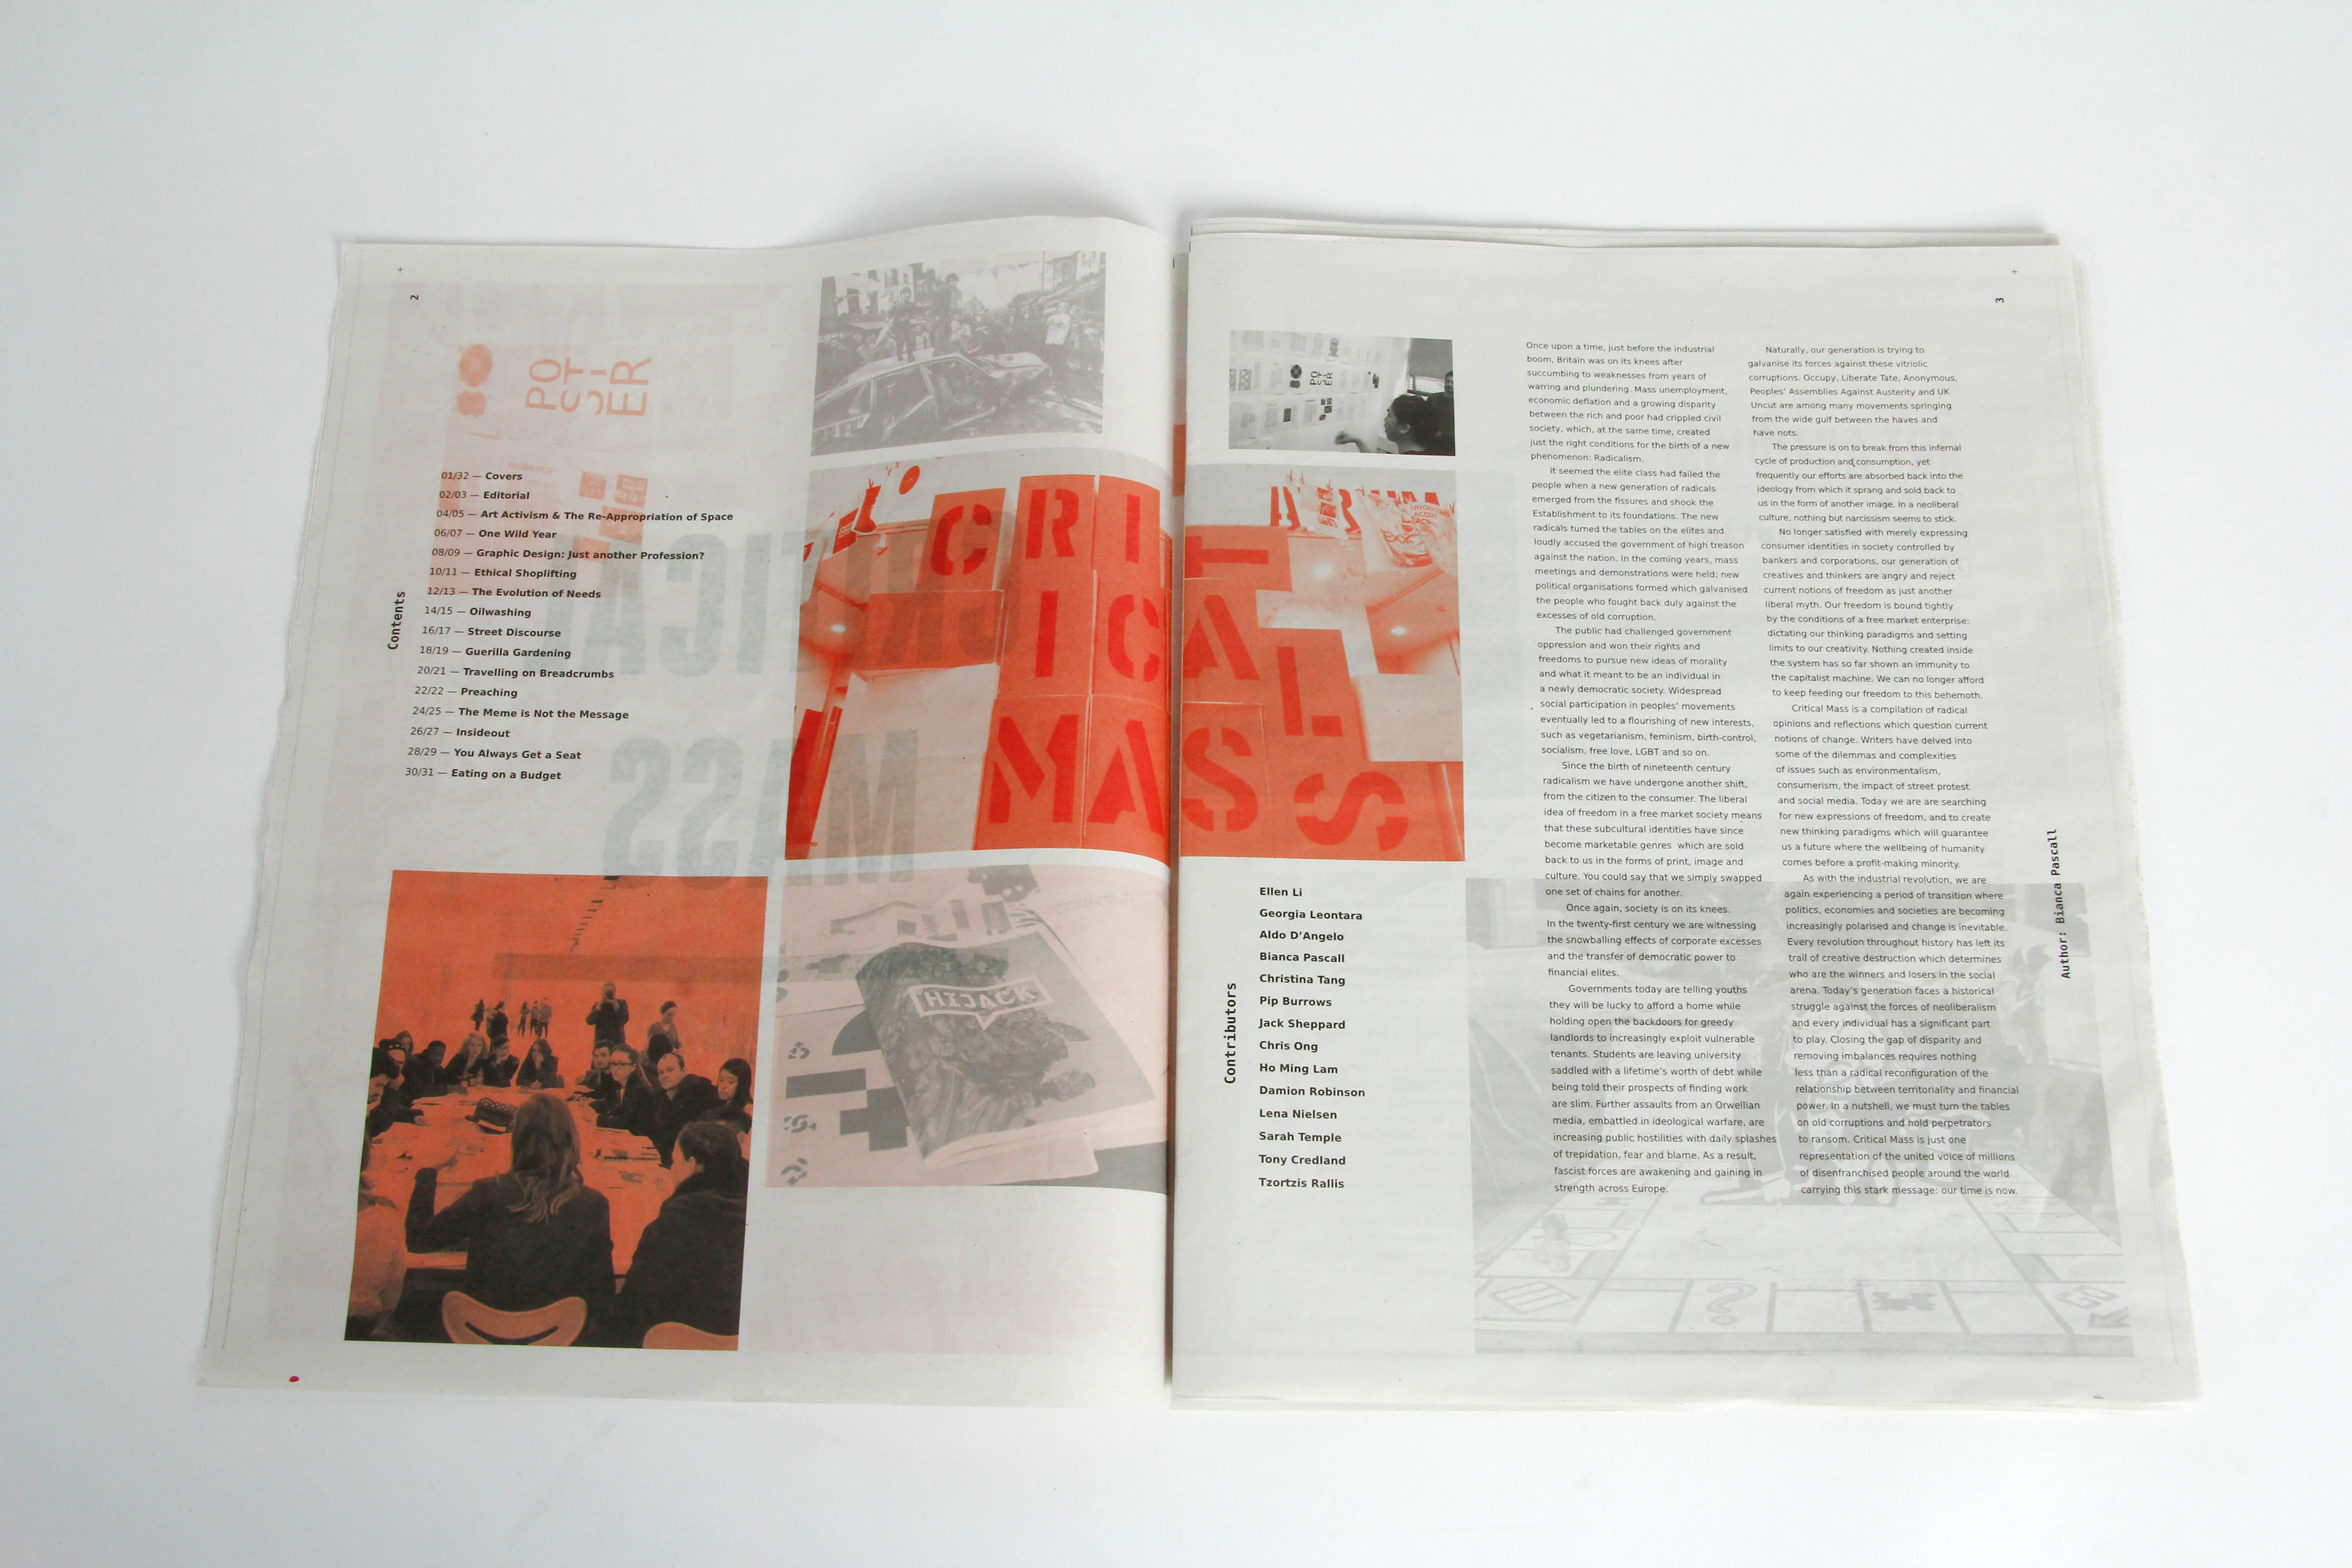 2
PO
ST-
ER
Contents
01/32 — Covers
02/03 — Editorial
04/05 — Art Activism & The Re-Appropriation of Space
06/07 — One Wild Year
08/09 — Graphic Design: Just another Profession?
10/11 — Ethical Shoplifting
12/13 — The Evolution of Needs
14/15 — Oilwashing
16/17 — Street Discourse
18/19 — Guerilla Gardening
20/21 — Travelling on Breadcrumbs
22/22 — Preaching
24/25 — The Meme is Not the Message
26/27 — Insideout
28/29 — You Always Get a Seat
30/31 — Eating on a Budget
CRIT
ICAL
MASS
CRITICAL
MASS
HIJACK
3
Contributors
Ellen Li
Georgia Leontara
Aldo D'Angelo
Bianca Pascall
Christina Tang
Pip Burrows
Jack Sheppard
Chris Ong
Ho Ming Lam
Damion Robinson
Lena Nielsen
Sarah Temple
Tony Credland
Tzortzis Rallis
Once upon a time, just before the industrial
boom, Britain was on its knees after
succumbing to weaknesses from years of
warring and plundering. Mass unemployment,
economic deflation and a growing disparity
between the rich and poor had crippled civil
society, which, at the same time, created
just the right conditions for the birth of a new
phenomenon: Radicalism.
It seemed the elite class had failed the
people when a new generation of radicals
emerged from the fissures and shook the
Establishment to its foundations. The new
radicals turned the tables on the elites and
loudly accused the government of high treason
against the nation. In the coming years, mass
meetings and demonstrations were held; new
political organisations formed which galvanised
the people who fought back duly against the
excesses of old corruption.
The public had challenged government
oppression and won their rights and
freedoms to pursue new ideas of morality
and what it meant to be an individual in
a newly democratic society. Widespread
social participation in peoples' movements
eventually led to a flourishing of new interests,
such as vegetarianism, feminism, birth-control,
socialism, free love, LGBT and so on.
Since the birth of nineteenth century
radicalism we have undergone another shift,
from the citizen to the consumer. The liberal
idea of freedom in a free market society means
that these subcultural identities have since
become marketable genres which are sold
back to us in the forms of print, image and
culture. You could say that we simply swapped
one set of chains for another.
Once again, society is on its knees.
In the twenty-first century we are witnessing
the snowballing effects of corporate excesses
and the transfer of democratic power to
financial elites.
Governments today are telling youths
they will be lucky to afford a home while
holding open the backdoors for greedy
landlords to increasingly exploit vulnerable
tenants. Students are leaving university
saddled with a lifetime's worth of debt while
being told their prospects of finding work
are slim. Further assaults from an Orwellian
media, embattled in ideological warfare, are
increasing public hostilities with daily splashes
of trepidation, fear and blame. As a result,
fascist forces are awakening and gaining in
strength across Europe.
Naturally, our generation is trying to
galvanise its forces against these vitriolic
corruptions. Occupy, Liberate Tate, Anonymous,
Peoples' Assemblies Against Austerity and UK
Uncut are among many movements springing
from the wide gulf between the haves and
have nots.
The pressure is on to break from this infernal
cycle of production and consumption, yet
frequently our efforts are absorbed back into the
ideology from which it sprang and sold back to
us in the form of another image. In a neoliberal
culture, nothing but narcissism seems to stick.
No longer satisfied with merely expressing
consumer identities in society controlled by
bankers and corporations, our generation of
creatives and thinkers are angry and reject
current notions of freedom as just another
liberal myth. Our freedom is bound tightly
by the conditions of a free market enterprise:
dictating our thinking paradigms and setting
limits to our creativity. Nothing created inside
the system has so far shown an immunity to
the capitalist machine. We can no longer afford
to keep feeding our freedom to this behemoth.
Critical Mass is a compilation of radical
opinions and reflections which question current
notions of change. Writers have delved into
some of the dilemmas and complexities
of issues such as environmentalism,
consumerism, the impact of street protest
and social media. Today we are are searching
for new expressions of freedom, and to create
new thinking paradigms which will guarantee
us a future where the wellbeing of humanity
comes before a profit-making minority.
As with the industrial revolution, we are
again experiencing a period of transition where
politics, economies and societies are becoming
increasingly polarised and change is inevitable.
Every revolution throughout history has left its
trail of creative destruction which determines
who are the winners and losers in the social
arena. Today's generation faces a historical
struggle against the forces of neoliberalism
and every individual has a significant part
to play. Closing the gap of disparity and
removing imbalances requires nothing
less than a radical reconfiguration of the
relationship between territoriality and financial
power. In a nutshell, we must turn the tables
on old corruptions and hold perpetrators
to ransom. Critical Mass is just one
representation of the united voice of millions
of disenfranchised people around the world
carrying this stark message: our time is now.
Author: Bianca Pascall